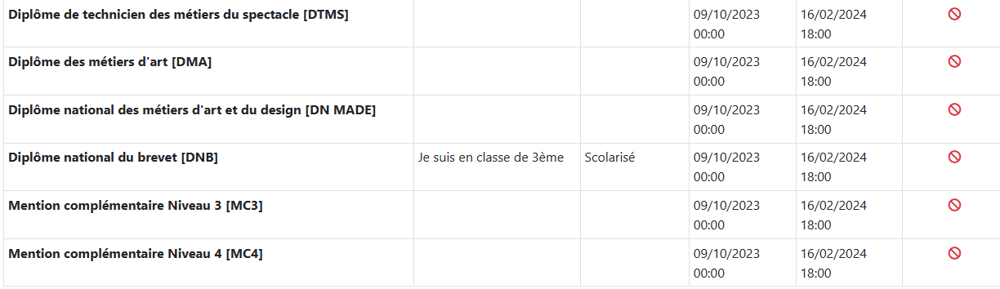 Diplôme de technicien des métiers du spectacle [DTMS] 09/10/2023 16/02/2024
00:00 18:00
Diplôme des métiers d'art [DMA] 09/10/2023 16/02/2024
00:00 18:00
Diplôme national des métiers d'art et du design [DN MADE] 09/10/2023 16/02/2024
00:00 18:00
Diplôme national du brevet [DNB] Je suis en classe de 3ème Scolarisé 09/10/2023 16/02/2024
00:00 18:00
Mention complémentaire Niveau 3 [MC3] 09/10/2023 16/02/2024
00:00 18:00
Mention complémentaire Niveau 4 [MC4] 09/10/2023 16/02/2024
00:00 18:00